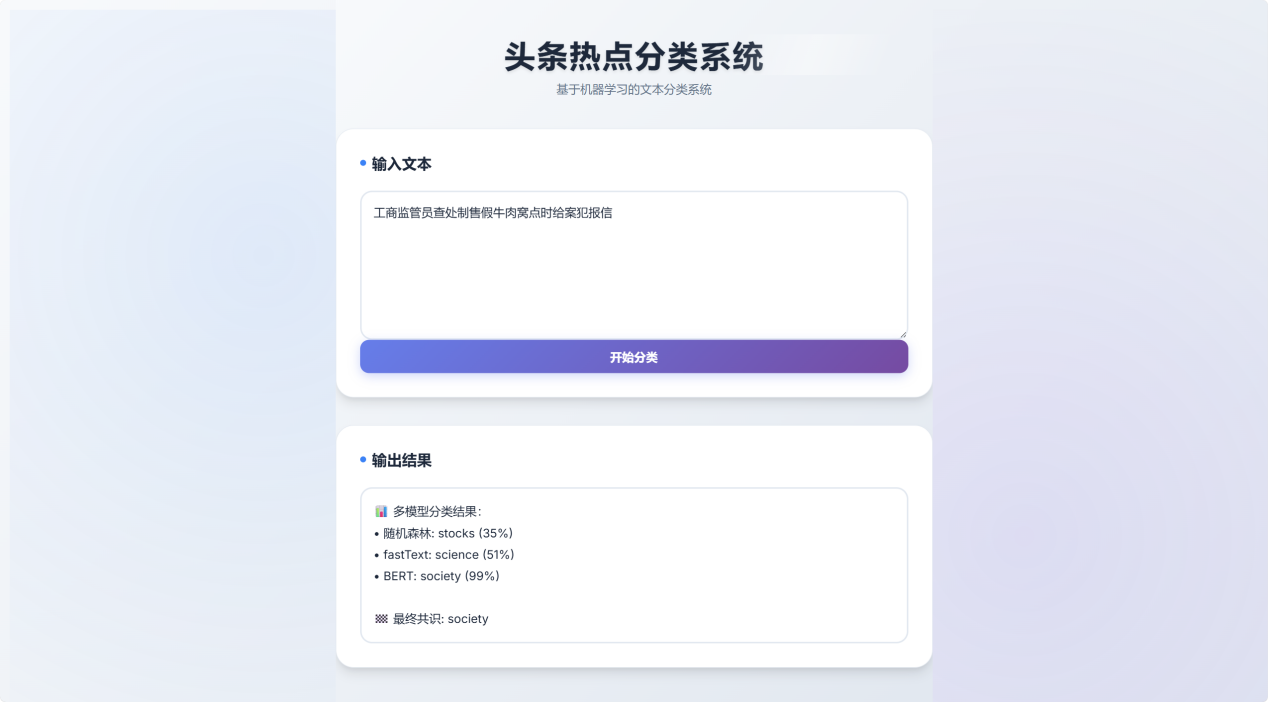 头条热点分类系统
基于机器学习的文本分类系统
输入文本
工商监管员查处制售假牛肉窝点时给案犯报信
开始分类
输出结果
📊 多模型分类结果：
• 随机森林: stocks (35%)
• fastText: science (51%)
• BERT: society (99%)
🏁 最终共识: society